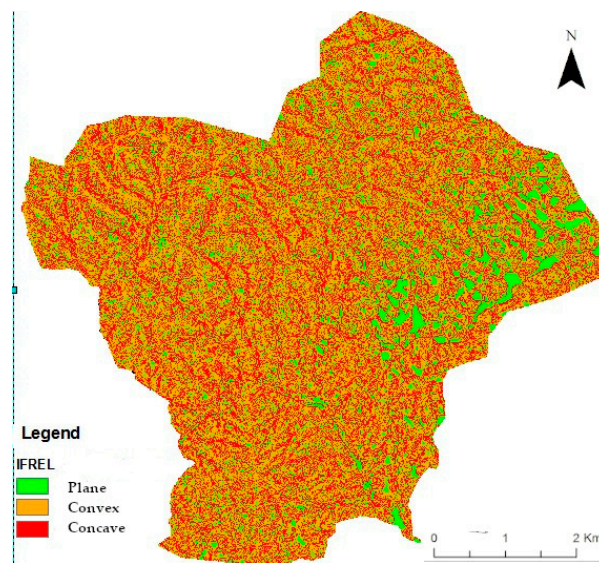 N
Legend
IFREL
Plane
Convex
Concave
0 1 2 Km